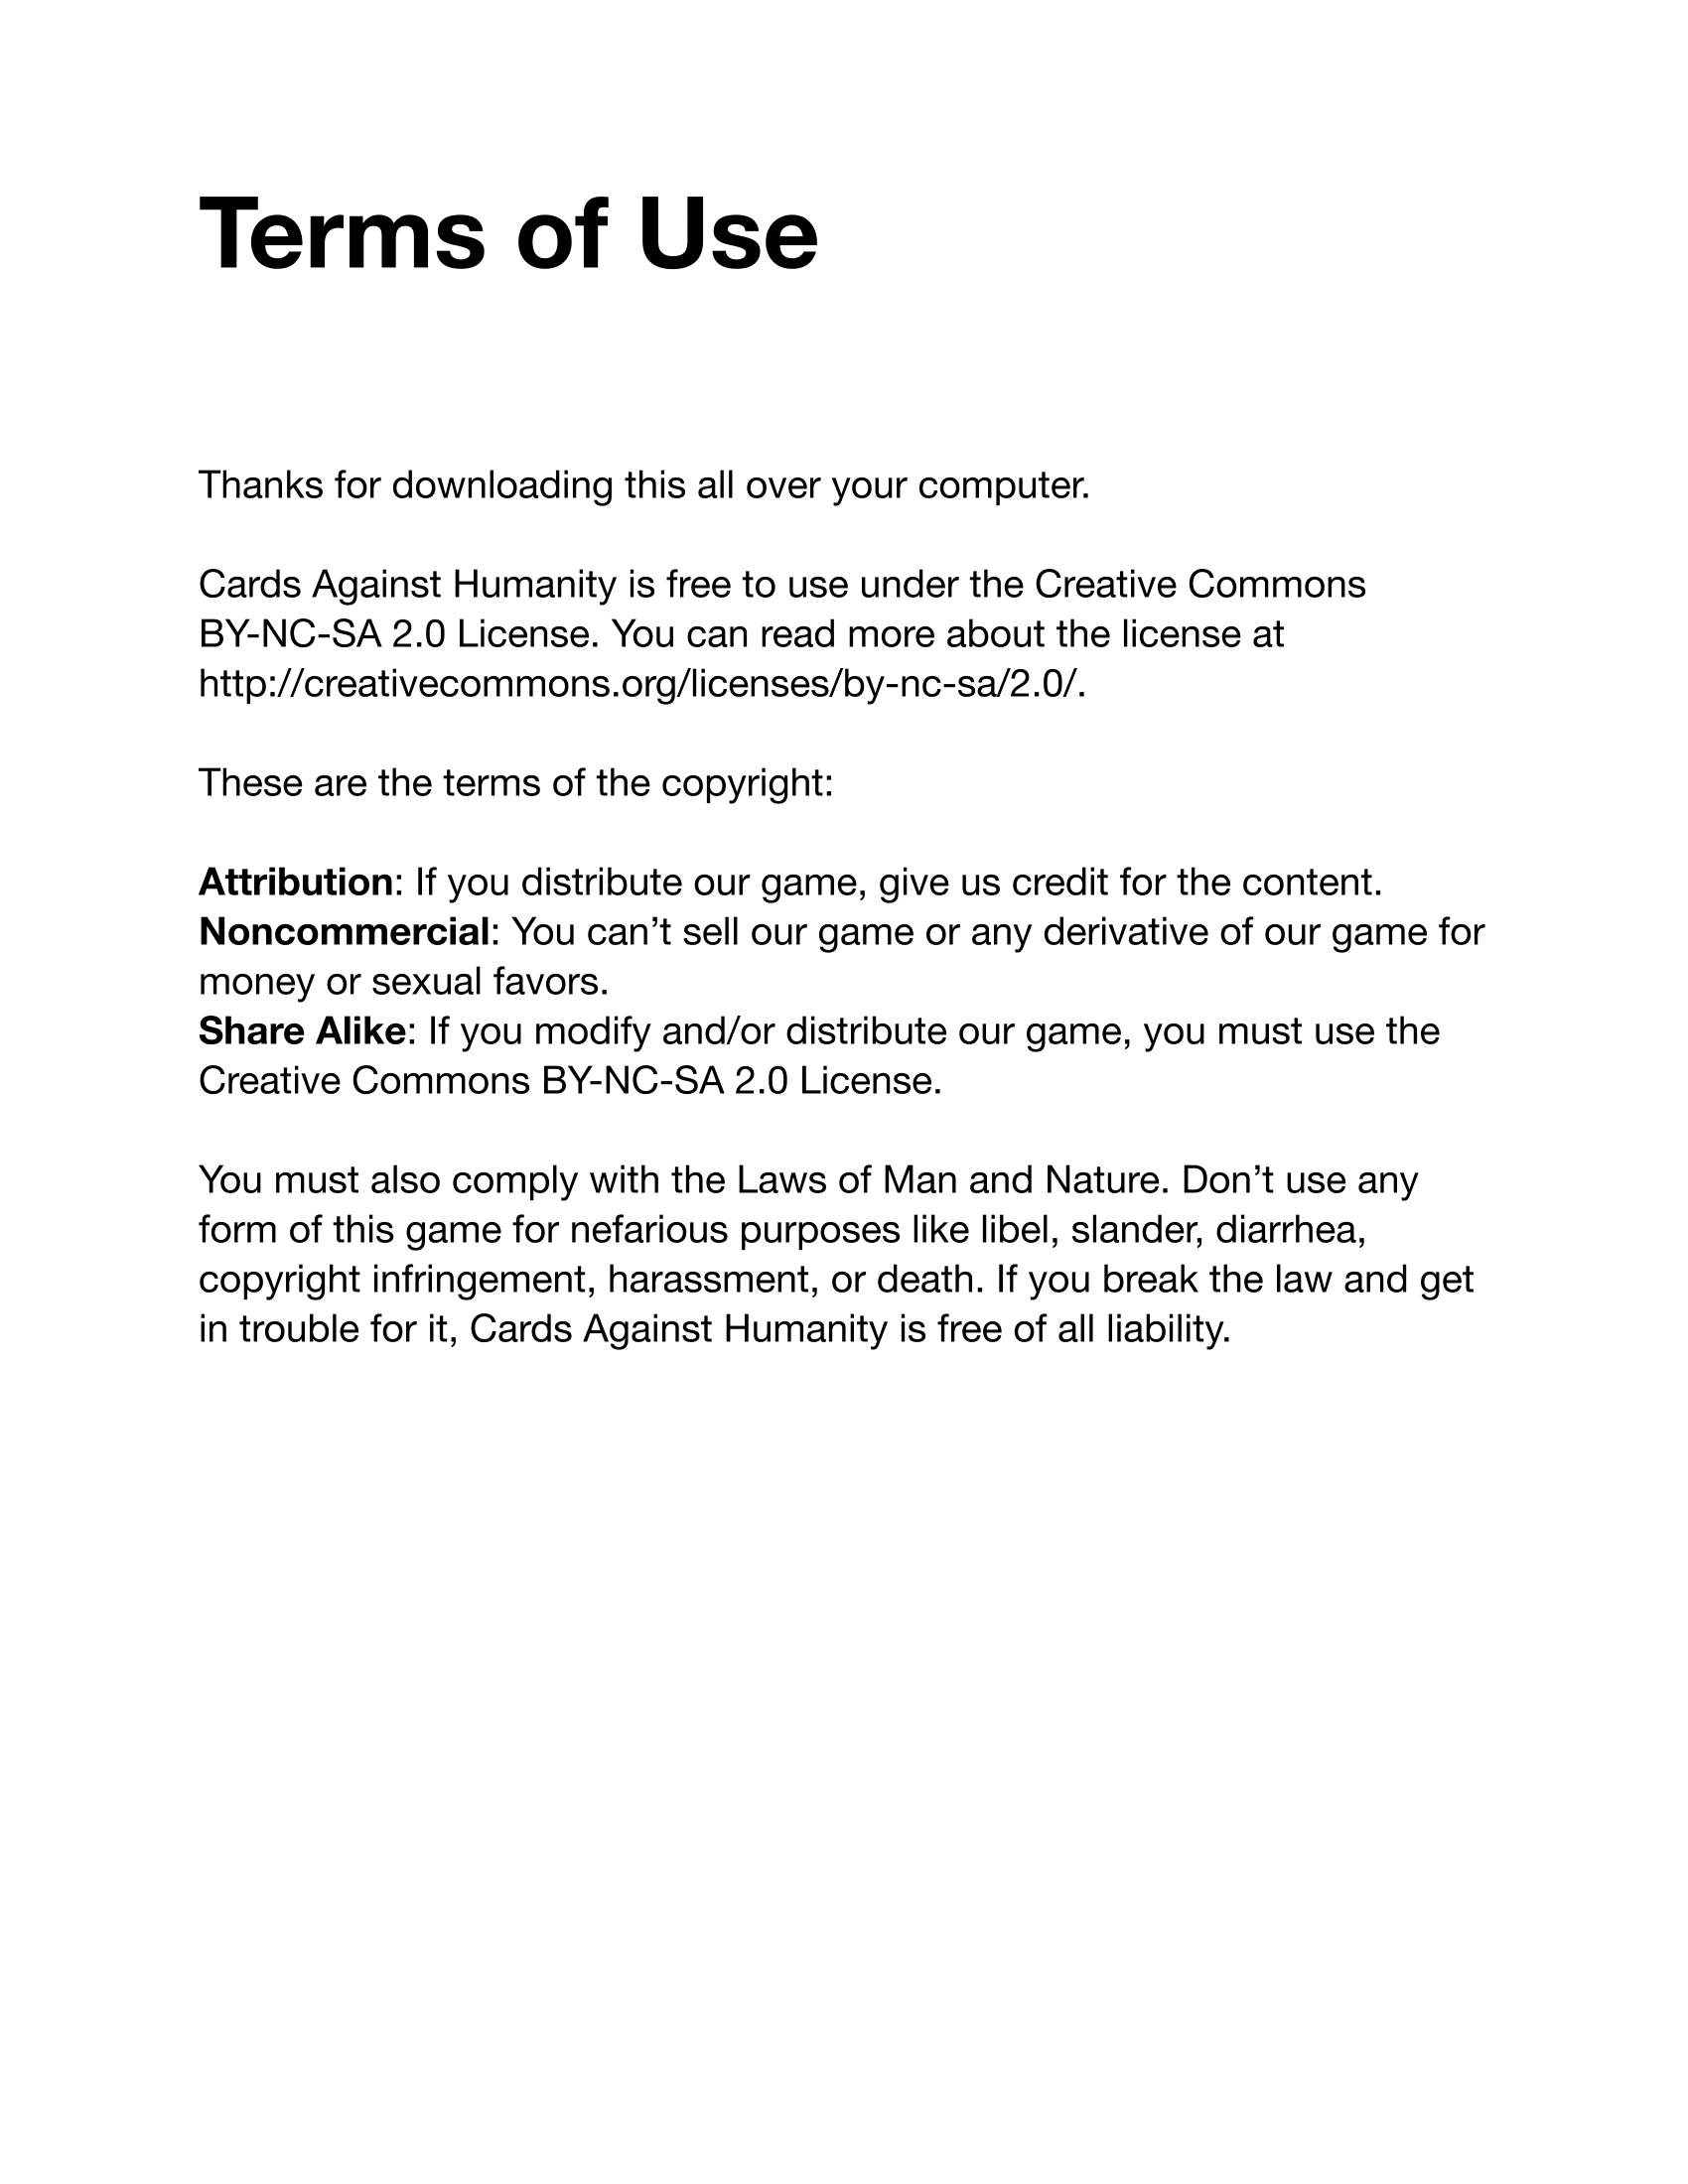 Terms of Use
Thanks for downloading this all over your computer.
Cards Against Humanity is free to use under the Creative Commons
BY-NC-SA 2.0 License. You can read more about the license at
http://creativecommons.org/licenses/by-nc-sa/2.0/.
These are the terms of the copyright:
Attribution: If you distribute our game, give us credit for the content.
Noncommercial: You can’t sell our game or any derivative of our game for
money or sexual favors.
Share Alike: If you modify and/or distribute our game, you must use the
Creative Commons BY-NC-SA 2.0 License.
You must also comply with the Laws of Man and Nature. Don’t use any
form of this game for nefarious purposes like libel, slander, diarrhea,
copyright infringement, harassment, or death. If you break the law and get
in trouble for it, Cards Against Humanity is free of all liability.